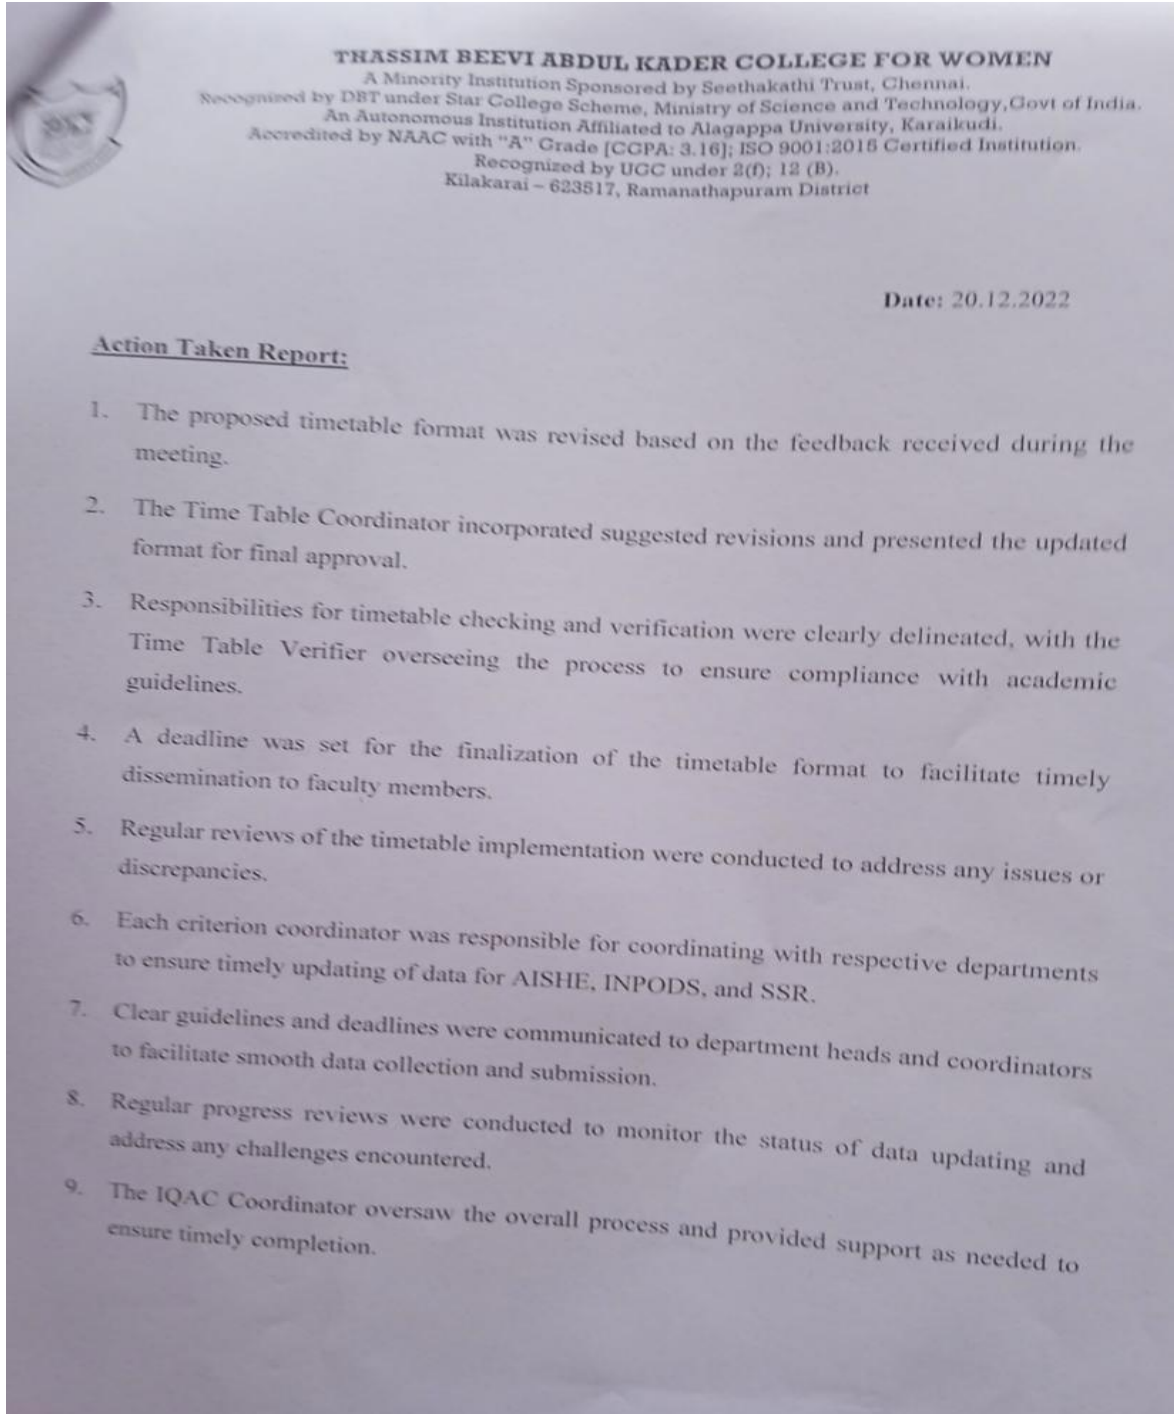 THASSIM BEEVI ABDUL KADER COLLEGE FOR WOMEN
A Minority Institution Sponsored by Seethakathi Trust, Chennai.
Recognized by DBT under Star College Scheme, Ministry of Science and Technology,Govt of India.
An Autonomous Institution Affiliated to Alagappa University, Karaikudi.
Accredited by NAAC with "A" Grade [CGPA: 3.16]; ISO 9001:2015 Certified Institution.
Recognized by UGC under 2(f); 12 (B).
Kilakarai – 623517, Ramanathapuram District
Date: 20.12.2022
Action Taken Report:
1. The proposed timetable format was revised based on the feedback received during the
meeting.
2. The Time Table Coordinator incorporated suggested revisions and presented the updated
format for final approval.
3. Responsibilities for timetable checking and verification were clearly delineated, with the
Time Table Verifier overseeing the process to ensure compliance with academic
guidelines.
4. A deadline was set for the finalization of the timetable format to facilitate timely
dissemination to faculty members.
5. Regular reviews of the timetable implementation were conducted to address any issues or
discrepancies.
6. Each criterion coordinator was responsible for coordinating with respective departments
to ensure timely updating of data for AISHE, INPODS, and SSR.
7. Clear guidelines and deadlines were communicated to department heads and coordinators
to facilitate smooth data collection and submission.
8. Regular progress reviews were conducted to monitor the status of data updating and
address any challenges encountered.
9. The IQAC Coordinator oversaw the overall process and provided support as needed to
ensure timely completion.